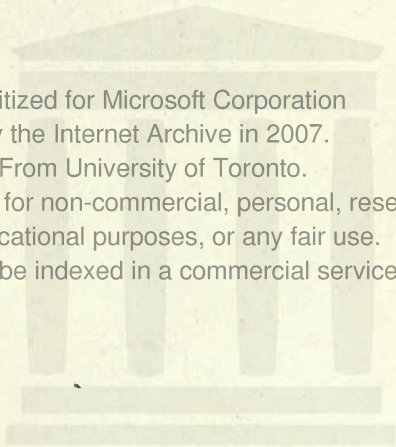 itized for Microsoft Corporation
the Internet Archive in 2007.
From University of Toronto.
for non-commercial, personal, rese
cational purposes, or any fair use.
be indexed in a commercial service